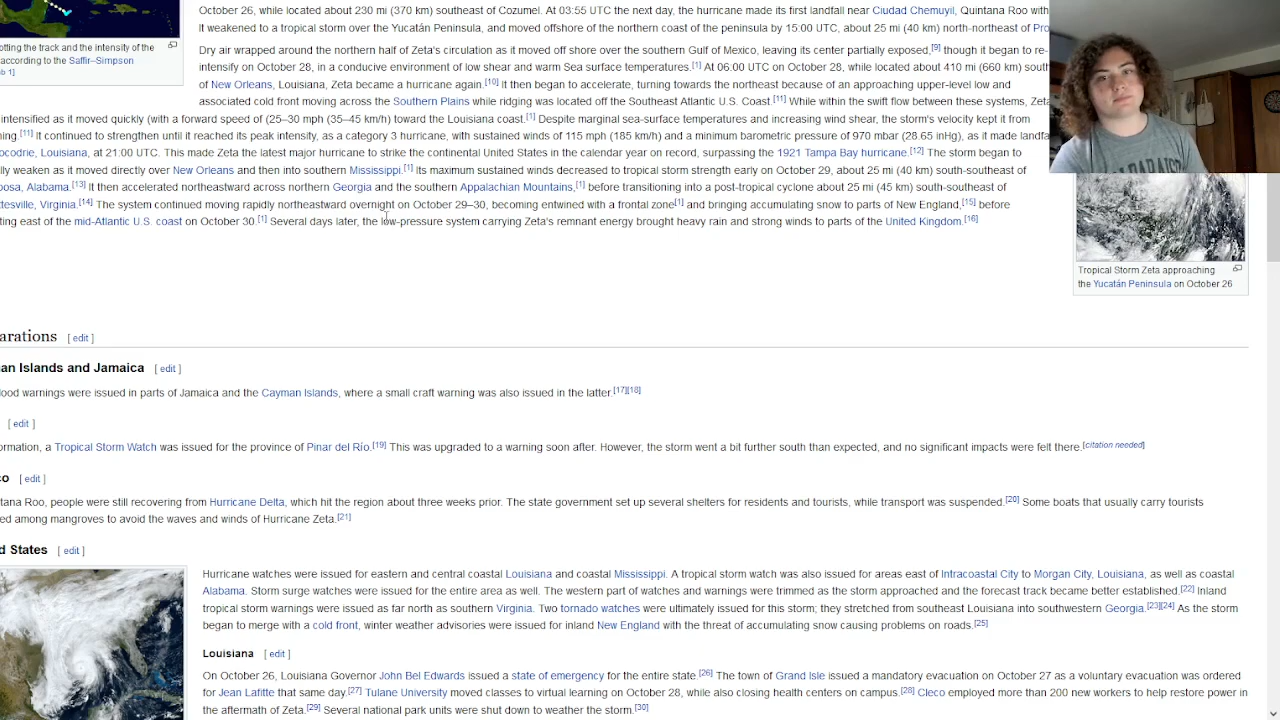 October 26, while located about 230 mi (370 km) southeast of Cozumel. At 03:55 UTC the next day, the hurricane made its first landfall near Ciudad Chemuyil, Quintana Roo with
It weakened to a tropical storm over the Yucatán Peninsula, and moved offshore of the northern coast of the peninsula by 15:00 UTC, about 25 mi (40 km) north-northeast of Pro
otting the track and the intensity of the
according to the Saffir–Simpson
b 1]
Dry air wrapped around the northern half of Zeta's circulation as it moved off shore over the southern Gulf of Mexico, leaving its center partially exposed,[9] though it began to re-
intensify on October 28, in a conducive environment of low shear and warm Sea surface temperatures.[1] At 06:00 UTC on October 28, while located about 410 mi (660 km) sout
of New Orleans, Louisiana, Zeta became a hurricane again.[10] It then began to accelerate, turning towards the northeast because of an approaching upper-level low and
associated cold front moving across the Southern Plains while ridging was located off the Southeast Atlantic U.S. Coast.[11] While within the swift flow between these systems, Zeta
intensified as it moved quickly (with a forward speed of (25–30 mph (35–45 km/h) toward the Louisiana coast.[1] Despite marginal sea-surface temperatures and increasing wind shear, the storm's velocity kept it from
ning.[11] It continued to strengthen until it reached its peak intensity, as a category 3 hurricane, with sustained winds of 115 mph (185 km/h) and a minimum barometric pressure of 970 mbar (28.65 inHg), as it made landfa
ocodrie, Louisiana, at 21:00 UTC. This made Zeta the latest major hurricane to strike the continental United States in the calendar year on record, surpassing the 1921 Tampa Bay hurricane.[12] The storm began to
lly weaken as it moved directly over New Orleans and then into southern Mississippi.[1] Its maximum sustained winds decreased to tropical storm strength early on October 29, about 25 mi (40 km) south-southeast of
oosa, Alabama.[13] It then accelerated northeastward across northern Georgia and the southern Appalachian Mountains,[1] before transitioning into a post-tropical cyclone about 25 mi (45 km) south-southeast of
ttesville, Virginia.[14] The system continued moving rapidly northeastward overnight on October 29–30, becoming entwined with a frontal zone[1] and bringing accumulating snow to parts of New England,[15] before
ting east of the mid-Atlantic U.S. coast on October 30.[1] Several days later, the low-pressure system carrying Zeta's remnant energy brought heavy rain and strong winds to parts of the United Kingdom.[16]
Tropical Storm Zeta approaching
the Yucatán Peninsula on October 26
arations [ edit ]
an Islands and Jamaica [ edit ]
lood warnings were issued in parts of Jamaica and the Cayman Islands, where a small craft warning was also issued in the latter.[17][18]
[ edit ]
ormation, a Tropical Storm Watch was issued for the province of Pinar del Río.[19] This was upgraded to a warning soon after. However, the storm went a bit further south than expected, and no significant impacts were felt there.[citation needed]
co [ edit ]
tana Roo, people were still recovering from Hurricane Delta, which hit the region about three weeks prior. The state government set up several shelters for residents and tourists, while transport was suspended.[20] Some boats that usually carry tourists
ed among mangroves to avoid the waves and winds of Hurricane Zeta.[21]
d States [ edit ]
Hurricane watches were issued for eastern and central coastal Louisiana and coastal Mississippi. A tropical storm watch was also issued for areas east of Intracoastal City to Morgan City, Louisiana, as well as coastal
Alabama. Storm surge watches were issued for the entire area as well. The western part of watches and warnings were trimmed as the storm approached and the forecast track became better established.[22] Inland
tropical storm warnings were issued as far north as southern Virginia. Two tornado watches were ultimately issued for this storm; they stretched from southeast Louisiana into southwestern Georgia.[23][24] As the storm
began to merge with a cold front, winter weather advisories were issued for inland New England with the threat of accumulating snow causing problems on roads.[25]
Louisiana [ edit ]
On October 26, Louisiana Governor John Bel Edwards issued a state of emergency for the entire state.[26] The town of Grand Isle issued a mandatory evacuation on October 27 as a voluntary evacuation was ordered
for Jean Lafitte that same day.[27] Tulane University moved classes to virtual learning on October 28, while also closing health centers on campus.[28] Cleco employed more than 200 new workers to help restore power in
the aftermath of Zeta.[29] Several national park units were shut down to weather the storm.[30]